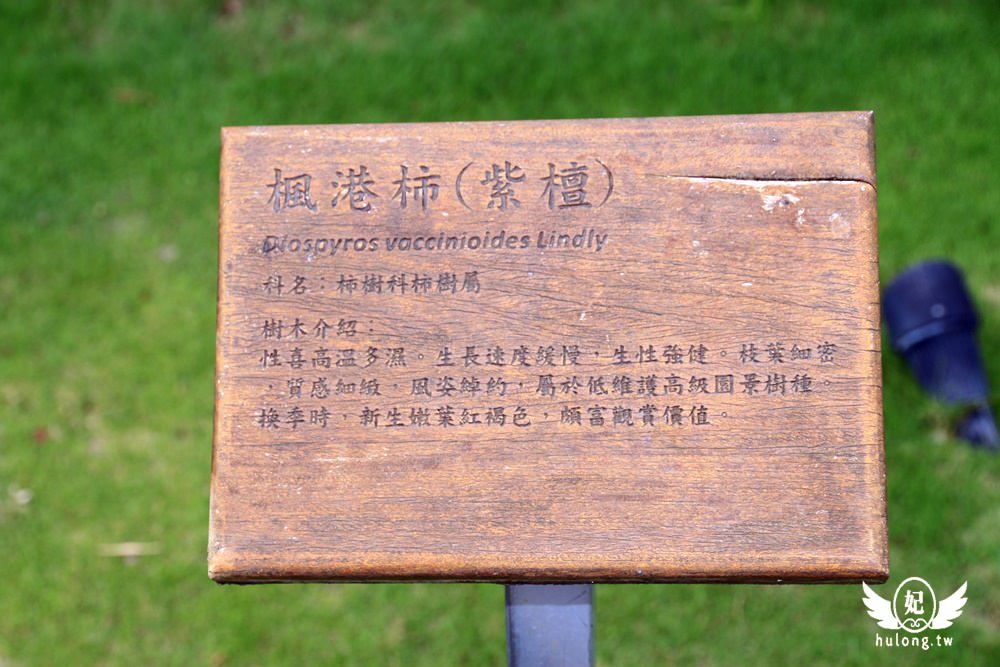 楓港柿(紫檀)
Diospyros vaccinioides Lindly
科名：柿樹科柿樹屬
樹木介紹：
性喜高溫多濕。生長速度緩慢，生性強健。枝葉細密
，質感細緻，風姿綽約，屬於低維護高級園景樹種。
換季時，新生嫩葉紅褐色，頗富觀賞價值。
妃
hulong.tw